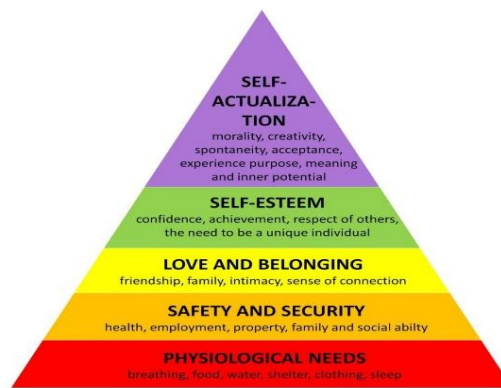 SELF-
ACTUALIZA-
TION
morality, creativity,
spontaneity, acceptance,
experience purpose, meaning
and inner potential
SELF-ESTEEM
confidence, achievement, respect of others,
the need to be a unique individual
LOVE AND BELONGING
friendship, family, intimacy, sense of connection
SAFETY AND SECURITY
health, employment, property, family and social abilty
PHYSIOLOGICAL NEEDS
breathing, food, water, shelter, clothing, sleep